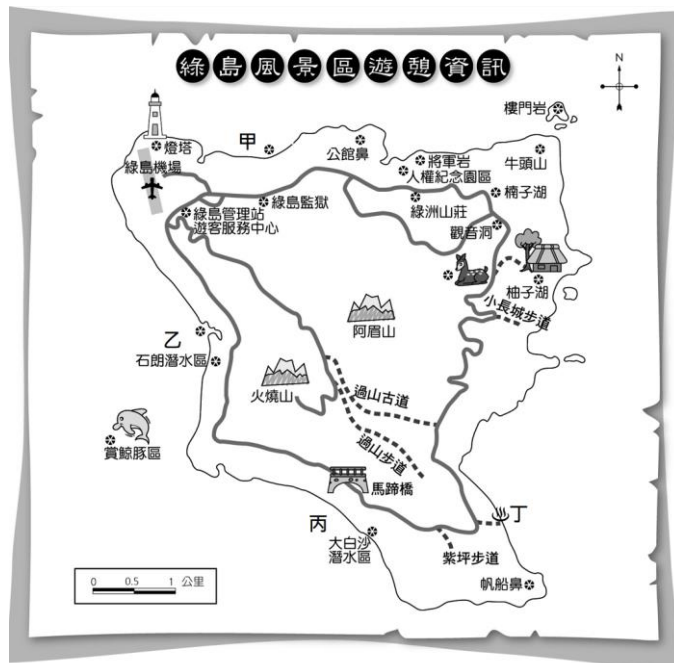 綠島風景區遊憩資訊
N
樓門岩
燈塔
甲
公館鼻
將軍岩
牛頭山
綠島機場
人權紀念園區
楠子湖
綠島監獄
綠洲山莊
綠島管理站
遊客服務中心
觀音洞
柚子湖
小長城步道
阿眉山
乙
石朗潛水區
火燒山
過山古道
賞鯨豚區
過山步道
馬蹄橋
丙
丁
大白沙
潛水區
紫坪步道
帆船鼻
0 0.5 1 公里